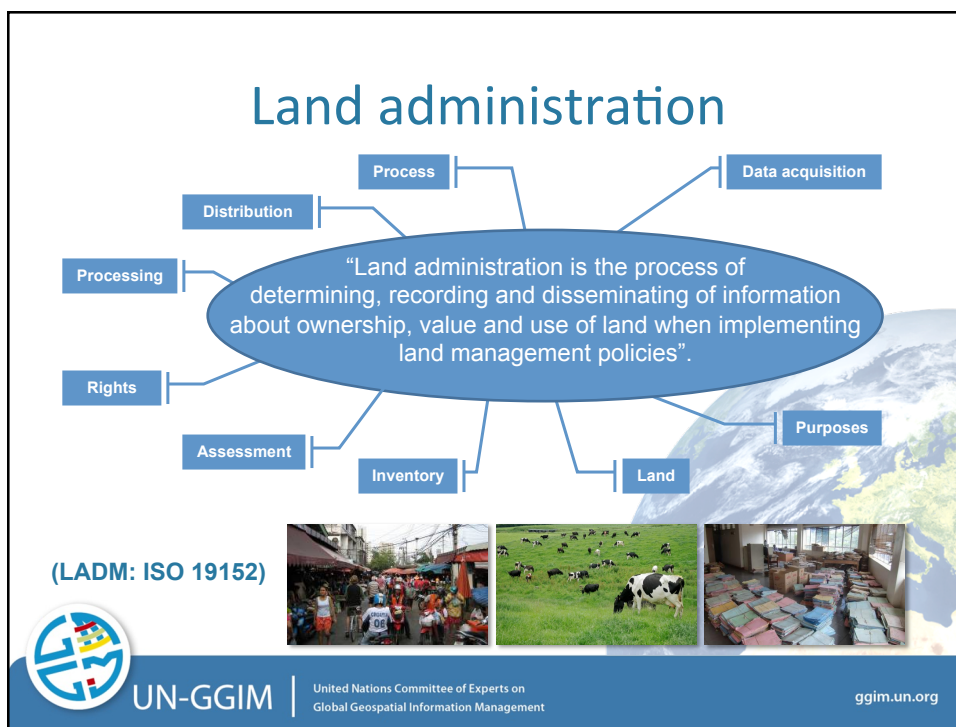 Land administration
Process
Data acquisition
Distribution
Processing
“Land administration is the process of
determining, recording and disseminating of information
about ownership, value and use of land when implementing
land management policies”.
Rights
Assessment
Inventory
Land
Purposes
(LADM: ISO 19152)
CROATIA
08
UN-GGIM
United Nations Committee of Experts on
Global Geospatial Information Management
ggim.un.org